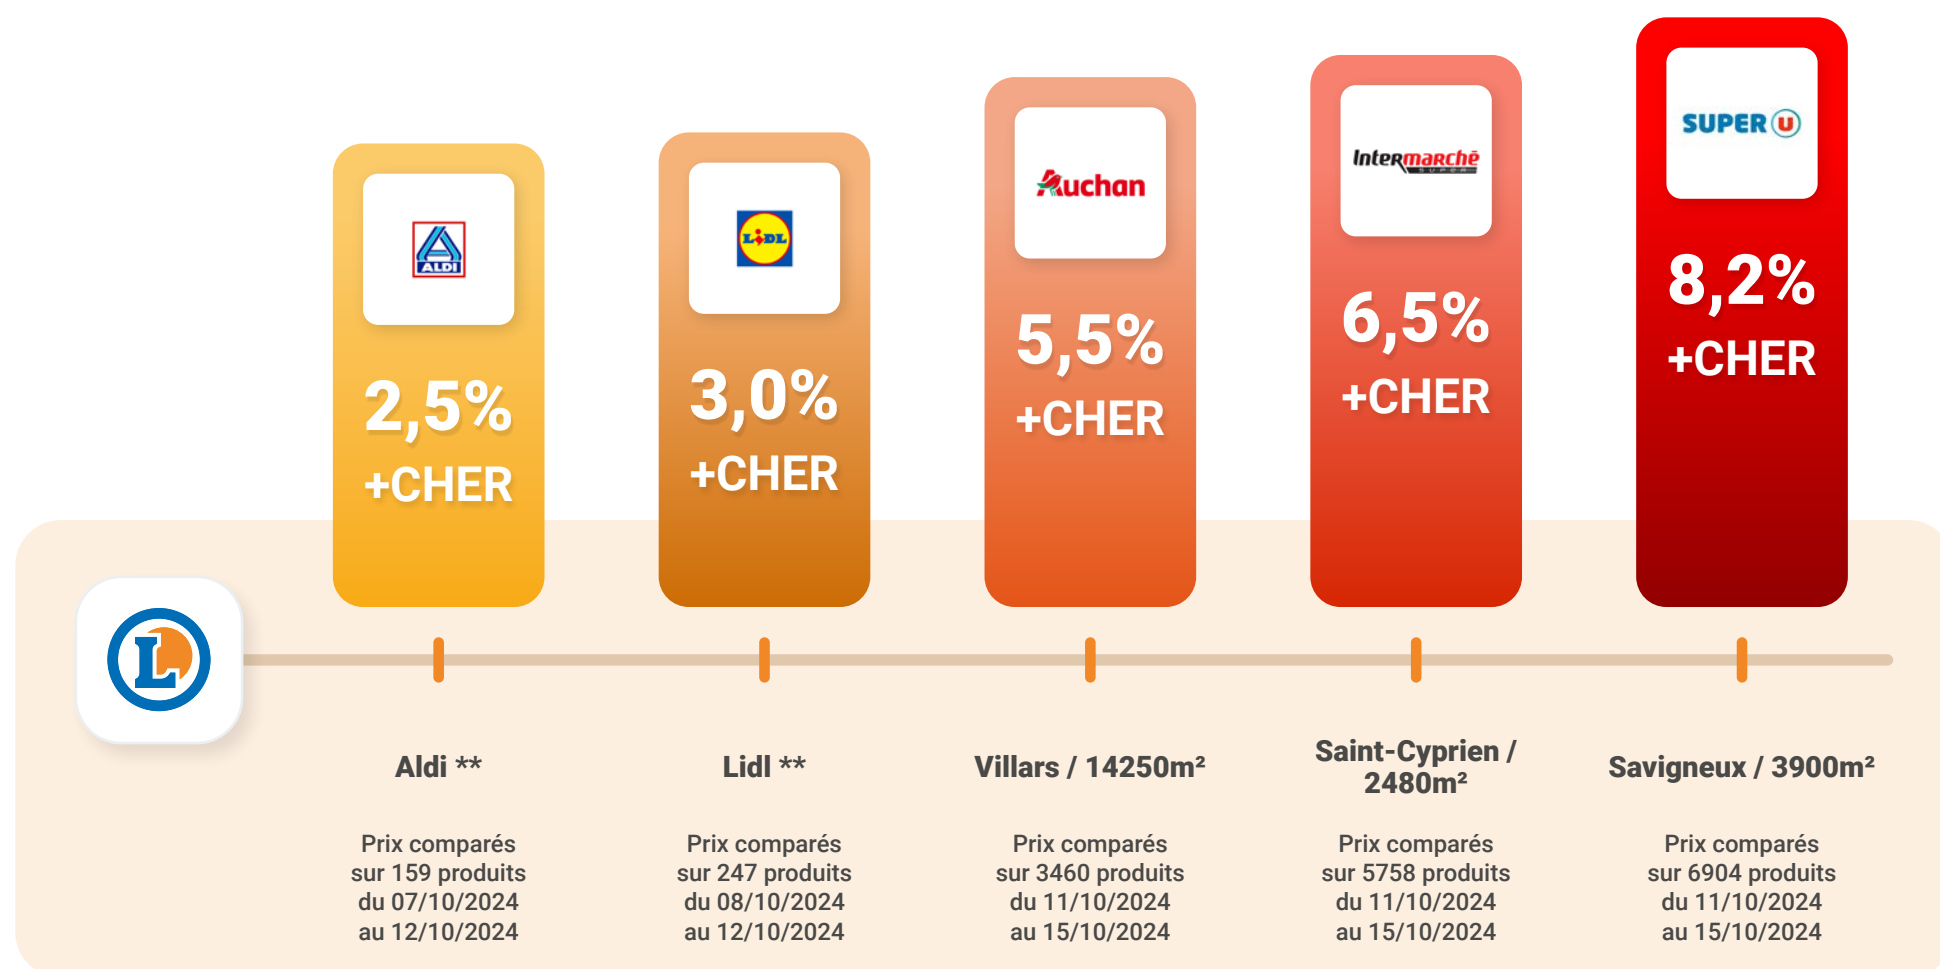 ALDI
2,5%
+CHER
LiDL
3,0%
+CHER
Auchan
5,5%
+CHER
Intermarché
SUPER
6,5%
+CHER
SUPER U
8,2%
+CHER
L
Aldi **
Prix comparés
sur 159 produits
du 07/10/2024
au 12/10/2024
Lidl **
Prix comparés
sur 247 produits
du 08/10/2024
au 12/10/2024
Villars / 14250m²
Prix comparés
sur 3460 produits
du 11/10/2024
au 15/10/2024
Saint-Cyprien /
2480m²
Prix comparés
sur 5758 produits
du 11/10/2024
au 15/10/2024
Savigneux / 3900m²
Prix comparés
sur 6904 produits
du 11/10/2024
au 15/10/2024